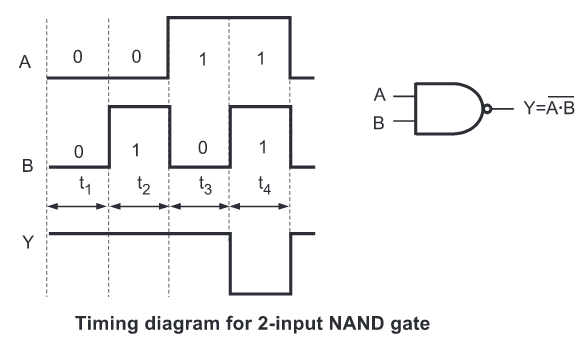 A 0 0 1 1
B 0 1 0 1
t₁ t₂ t₃ t₄
Y
A
B
Y=A̅·̅B̅
Timing diagram for 2-input NAND gate